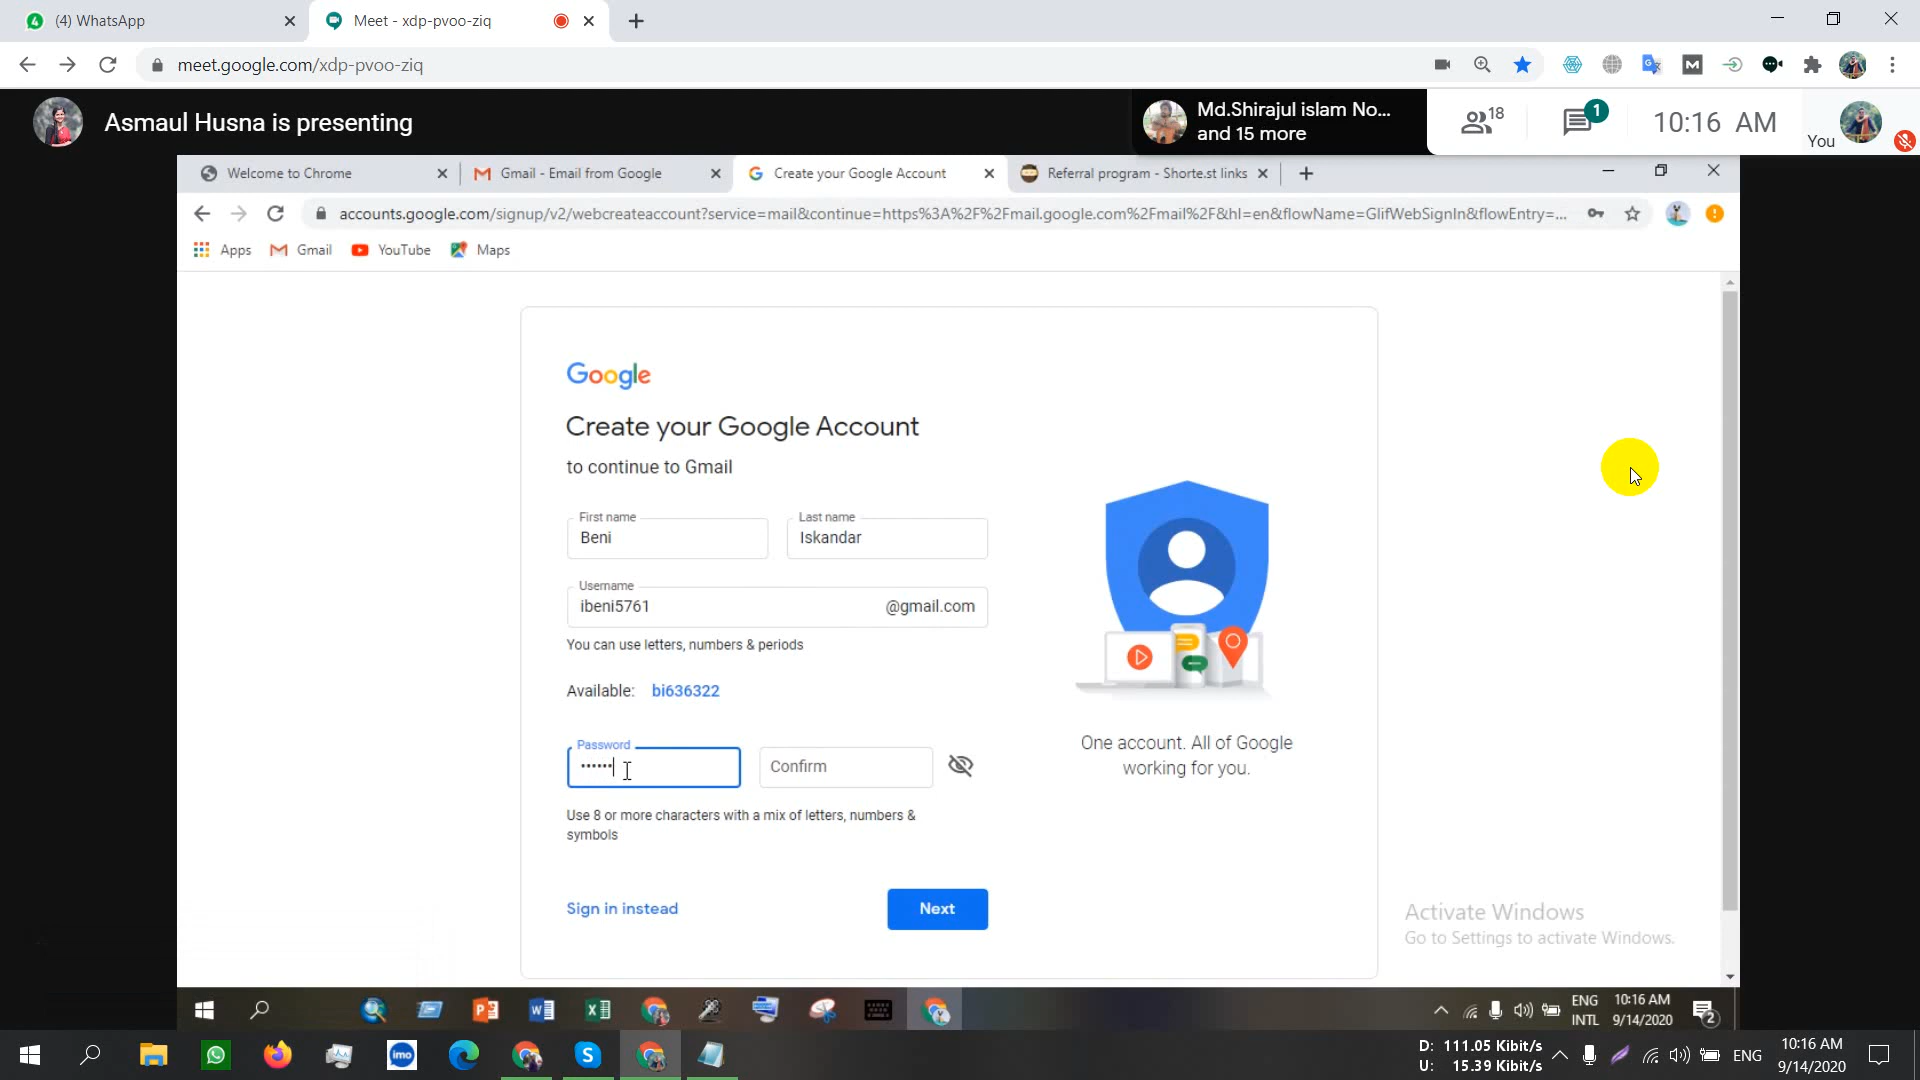 (4) WhatsApp
Meet - xdp-pvoo-ziq
meet.google.com/xdp-pvoo-ziq
Asmaul Husna is presenting
Md.Shirajul islam No...
and 15 more
18
1
10:16 AM
You
Welcome to Chrome
Gmail - Email from Google
Create your Google Account
Referral program - Shorte.st links
accounts.google.com/signup/v2/webcreateaccount?service=mail&continue=https%3A%2F%2Fmail.google.com%2Fmail%2F&hl=en&flowName=GlifWebSignIn&flowEntry=...
Apps
Gmail
YouTube
Maps
Google
Create your Google Account
to continue to Gmail
First name
Beni
Last name
Iskandar
Username
ibeni5761
@gmail.com
You can use letters, numbers & periods
Available: bi636322
Password
••••••
Confirm
Use 8 or more characters with a mix of letters, numbers &
symbols
Sign in instead
Next
One account. All of Google
working for you.
Activate Windows
Go to Settings to activate Windows.
ENG
INTL
10:16 AM
9/14/2020
2
imo
D: 111.05 Kibit/s
U: 15.39 Kibit/s
ENG
10:16 AM
9/14/2020